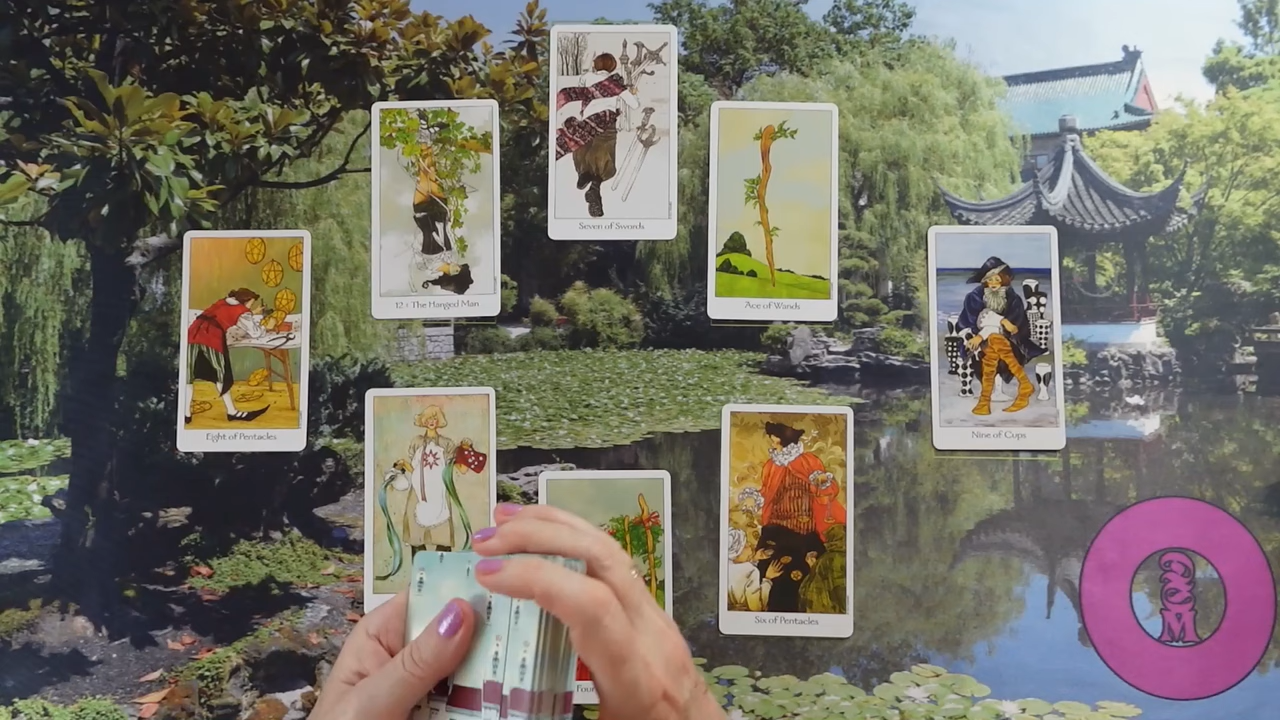 Seven of Swords
12 : The Hanged Man
Ace of Wands
Eight of Pentacles
Nine of Cups
Six of Pentacles
Four